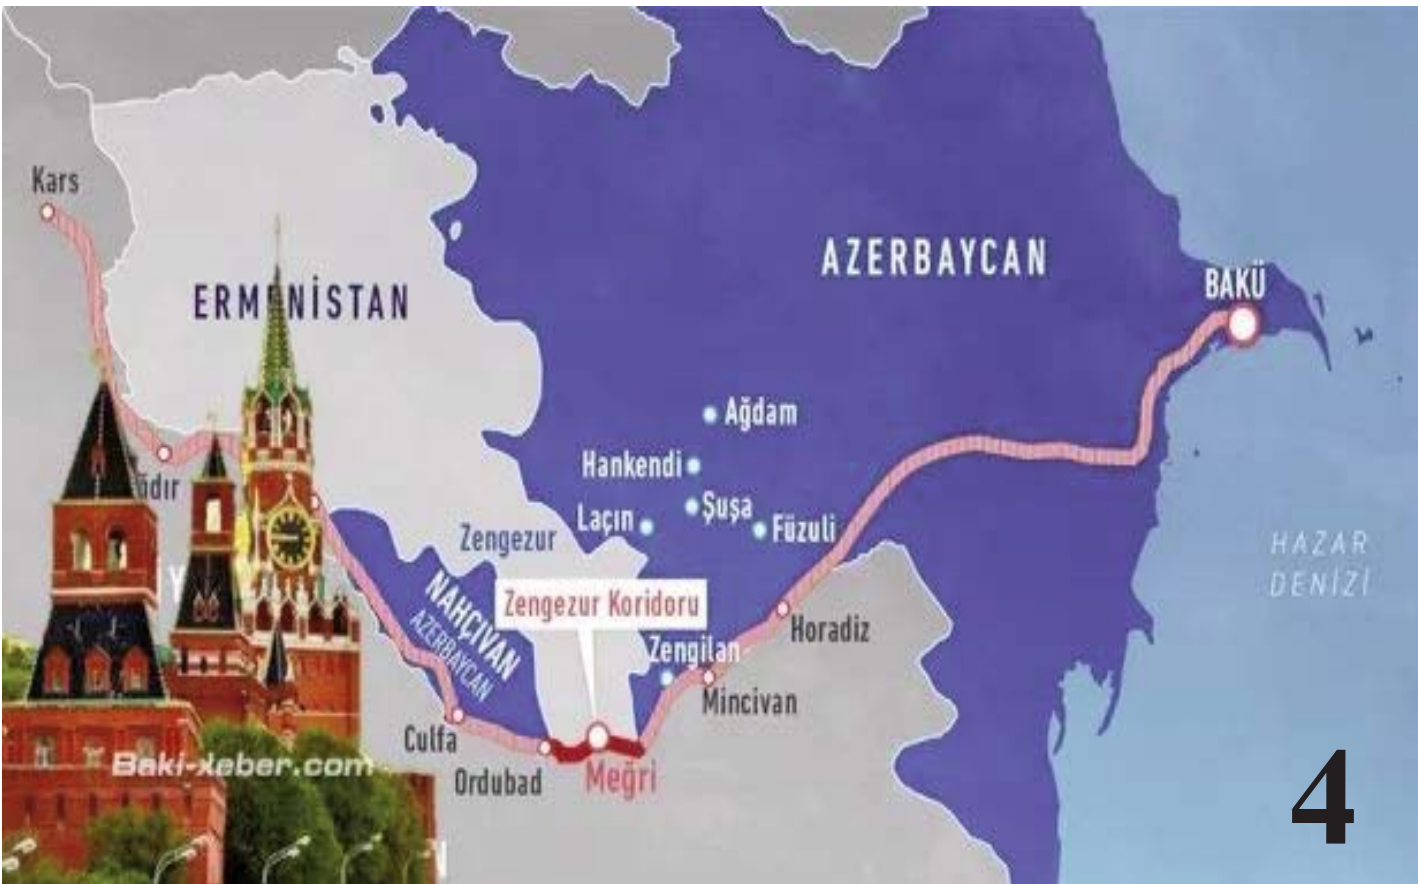 Kars
ERMENİSTAN
AZERBAYCAN
BAKÜ
Ağdam
Hankendi
Şuşa
Laçın
Füzuli
Zengezur
HAZAR
DENİZİ
NAHÇIVAN
AZERBAYCAN
Zengezur Koridoru
Horadiz
Zengilan
Mincivan
Culfa
Ordubad
Meğri
Baki-xeber.com
4